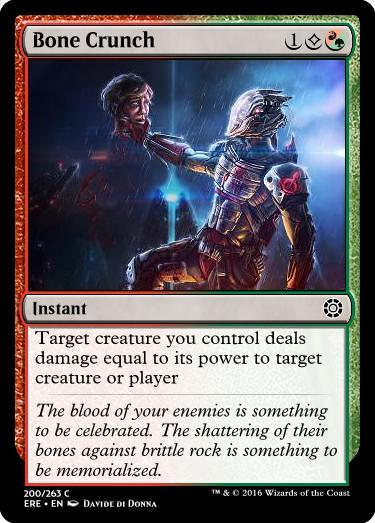 Bone Crunch 1
Instant
Target creature you control deals
damage equal to its power to target
creature or player
The blood of your enemies is something
to be celebrated. The shattering of their
bones against brittle rock is something to
be memorialized.
200/263 C
ERE • EN Davide di Donna
™ & © 2016 Wizards of the Coast